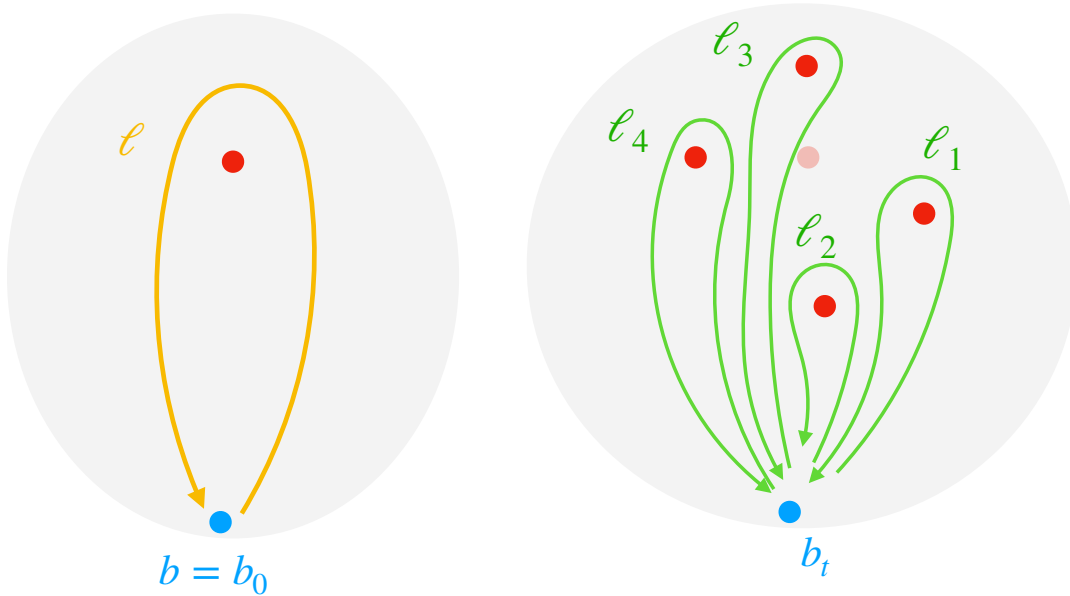 ℓ
b = b₀
ℓ₃
ℓ₄
ℓ₁
ℓ₂
bₜ